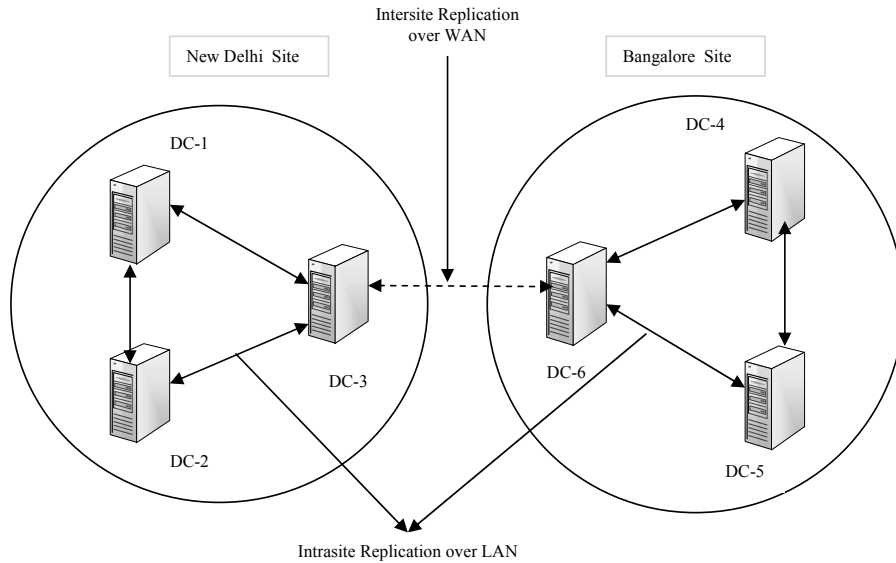 Intersite Replication
over WAN
New Delhi Site
Bangalore Site
DC-1
DC-4
DC-3
DC-6
DC-2
DC-5
Intrasite Replication over LAN